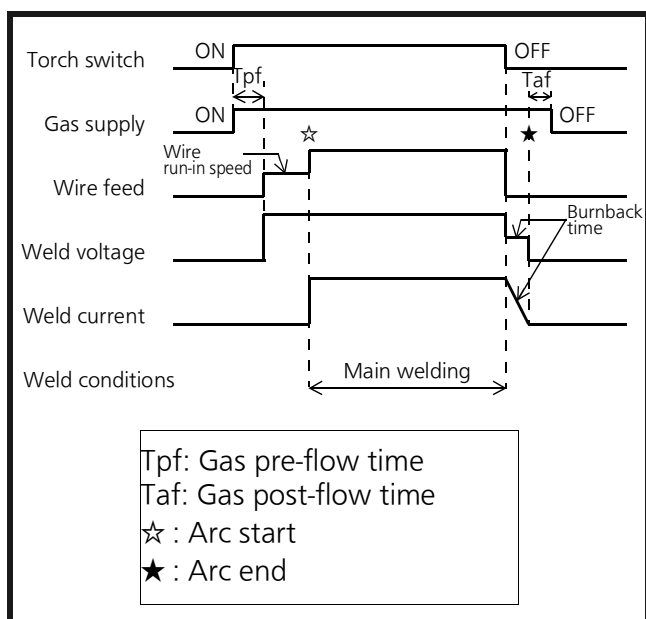 Torch switch
ON
OFF
Tpf
Taf
Gas supply
ON
OFF
☆
★
Wire
run-in speed
Wire feed
Burnback
time
Weld voltage
Weld current
Weld conditions
Main welding
Tpf: Gas pre-flow time
Taf: Gas post-flow time
☆ : Arc start
★ : Arc end